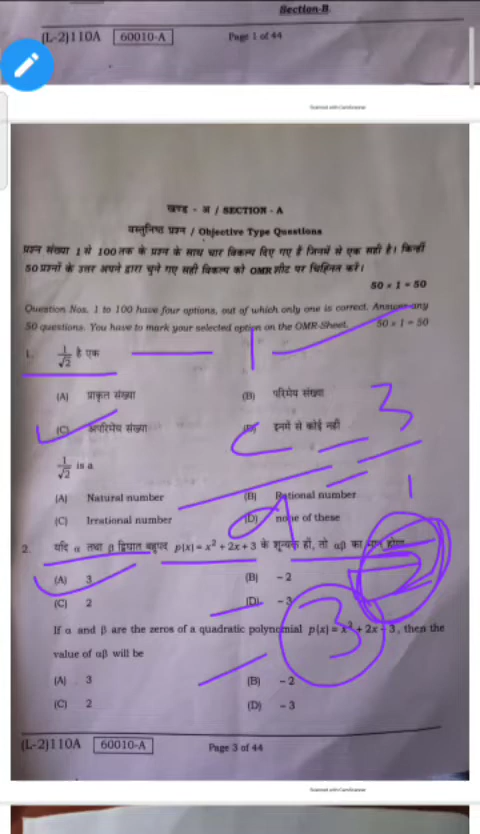 Section-B
(L-2)110A 60010-A Page 1 of 44
Scanned with CamScanner
खण्ड - अ / SECTION - A
वस्तुनिष्ठ प्रश्न / Objective Type Questions
प्रश्न संख्या 1 से 100 तक के प्रश्न के साथ चार विकल्प दिए गए हैं जिनमें से एक सही है। किन्हीं
50 प्रश्नों के उत्तर अपने द्वारा चुने गए सही विकल्प को OMR शीट पर चिह्नित करें।
50 × 1 = 50
Question Nos. 1 to 100 have four options, out of which only one is correct. Answer any
50 questions. You have to mark your selected option on the OMR-Sheet. 50 × 1 = 50
1. 1/√2 है एक
(A) प्राकृत संख्या (B) परिमेय संख्या
(C) अपरिमेय संख्या (D) इनमें से कोई नहीं
1/√2 is a
(A) Natural number (B) Rational number
(C) Irrational number (D) none of these
2. यदि α तथा β द्विघात बहुपद p(x) = x² + 2x + 3 के शून्यक हों, तो αβ का मान होगा
(A) 3 (B) - 2
(C) 2 (D) - 3
If α and β are the zeros of a quadratic polynomial p(x) = x² + 2x + 3, then the
value of αβ will be
(A) 3 (B) - 2
(C) 2 (D) - 3
(L-2)110A 60010-A Page 3 of 44
Scanned with CamScanner